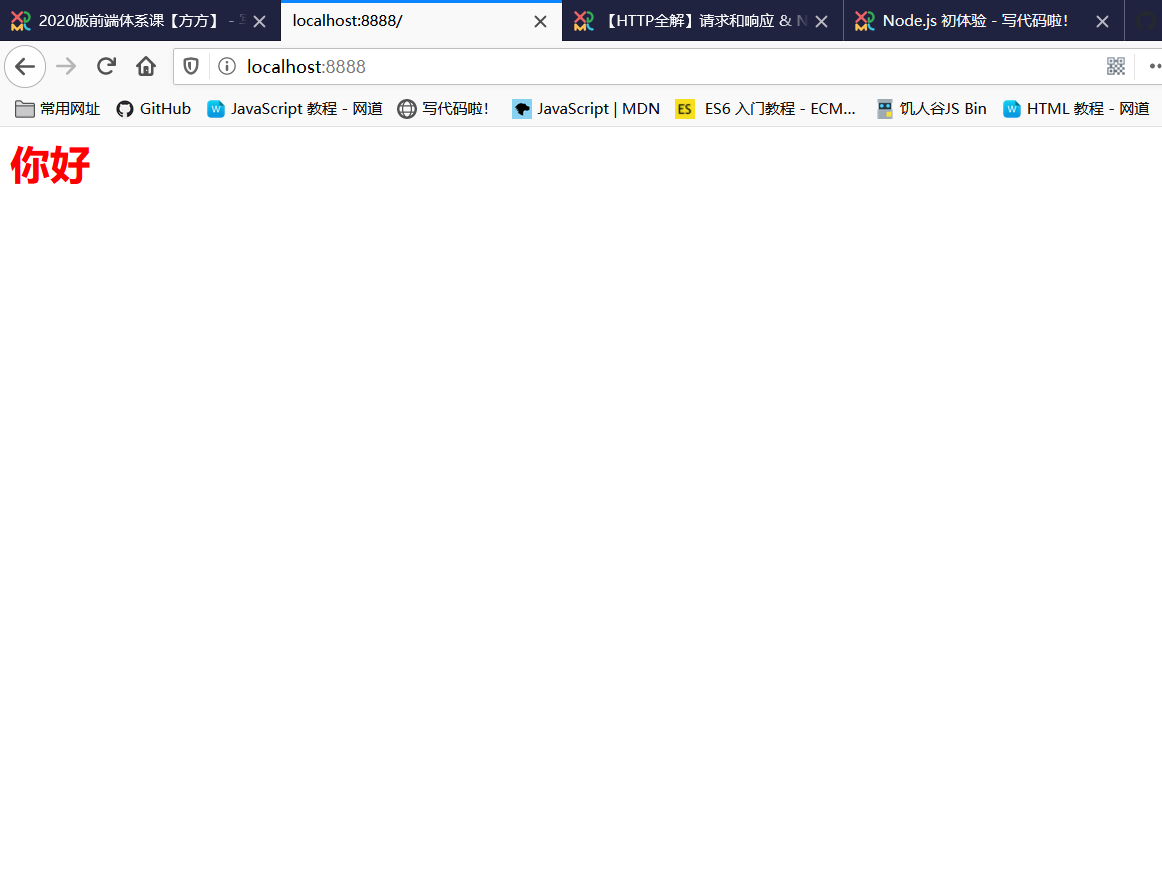 2020版前端体系课【方方】 -
localhost:8888/
【HTTP全解】请求和响应 & N
Node.js 初体验 - 写代码啦!
localhost:8888
常用网址
GitHub
JavaScript 教程 - 网道
写代码啦!
JavaScript | MDN
ES ES6 入门教程 - ECM...
饥人谷JS Bin
HTML 教程 - 网道
你好